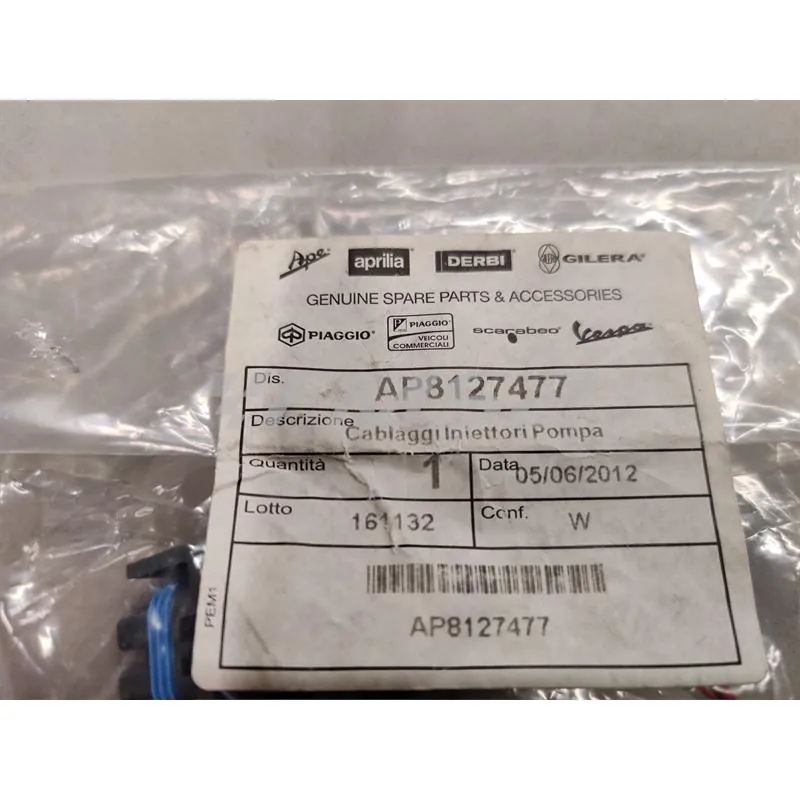 Ape aprilia DERBI GILERA
GENUINE SPARE PARTS & ACCESSORIES
PIAGGIO PIAGGIO VEICOLI COMMERCIALI scarabeo Vespa
Dis. AP8127477
Descrizione Cablaggi Iniettori Pompa
Quantità 1 Data 05/06/2012
Lotto 161132 Conf. W
AP8127477
PEM1